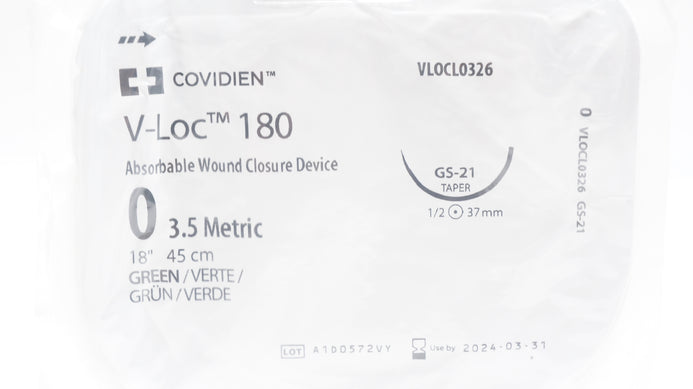 COVIDIEN™
VLOCL0326
V-Loc™ 180
Absorbable Wound Closure Device
0 3.5 Metric
18" 45 cm
GREEN / VERTE /
GRÜN / VERDE
GS-21
TAPER
1/2 37mm
0 VLOCL0326 GS-21
LOT A1D0572VY Use by 2024-03-31